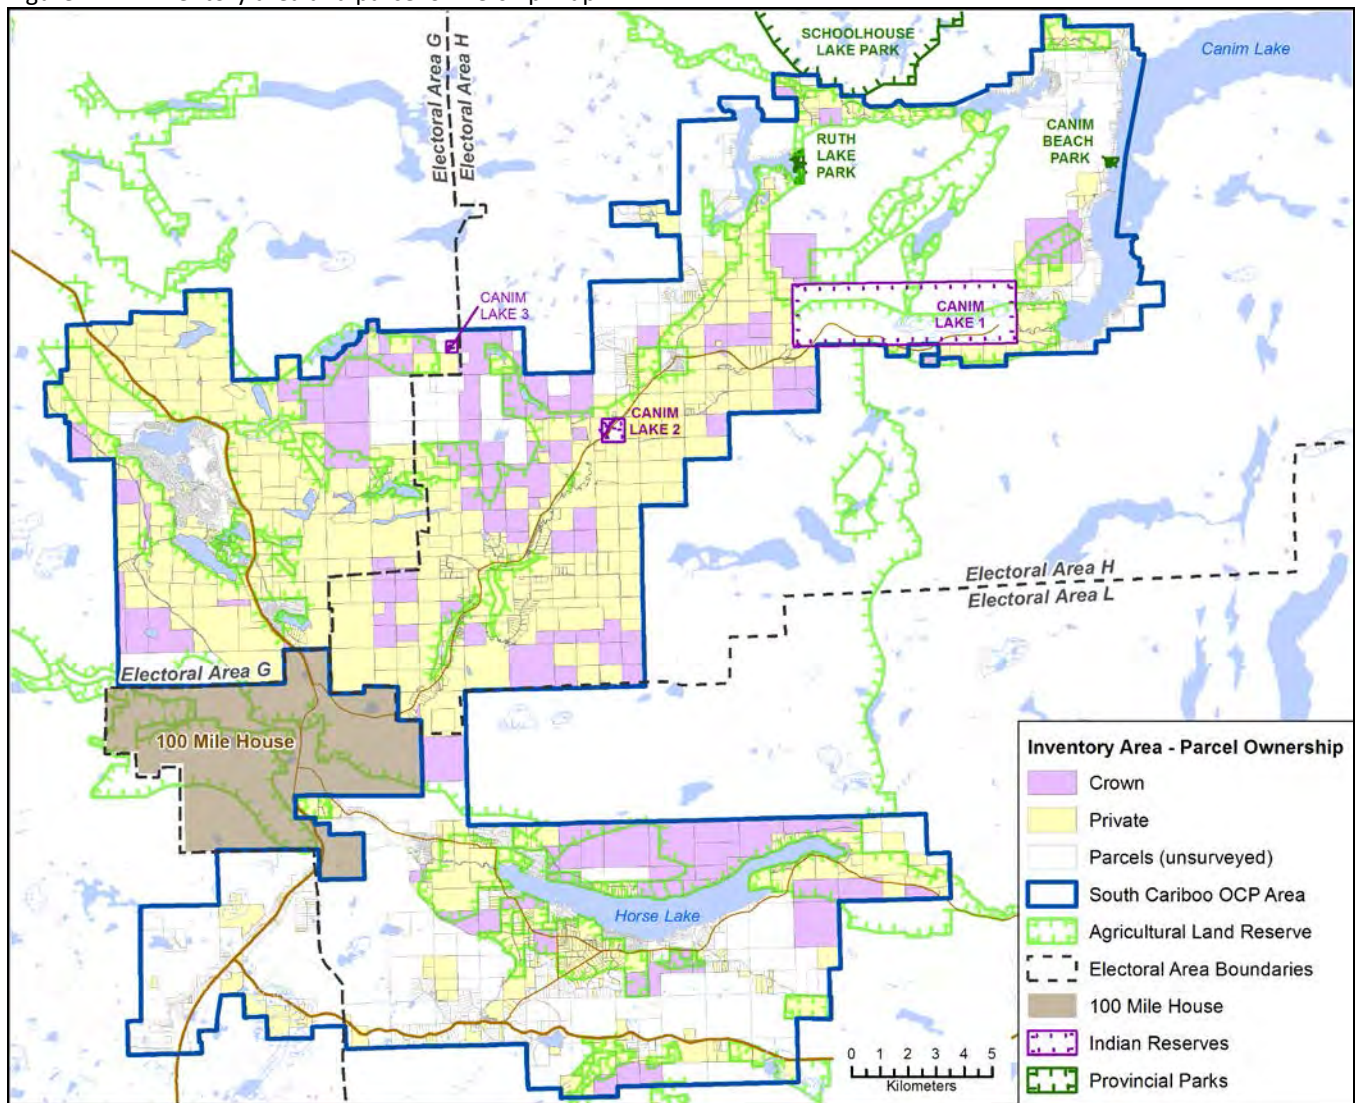 SCHOOLHOUSE
LAKE PARK
Canim Lake
Electoral Area G
Electoral Area H
RUTH
LAKE
PARK
CANIM
BEACH
PARK
CANIM
LAKE 3
CANIM
LAKE 1
CANIM
LAKE 2
Electoral Area H
Electoral Area L
Electoral Area G
100 Mile House
Horse Lake
Inventory Area - Parcel Ownership
Crown
Private
Parcels (unsurveyed)
South Cariboo OCP Area
Agricultural Land Reserve
Electoral Area Boundaries
100 Mile House
Indian Reserves
Provincial Parks
0 1 2 3 4 5
Kilometers